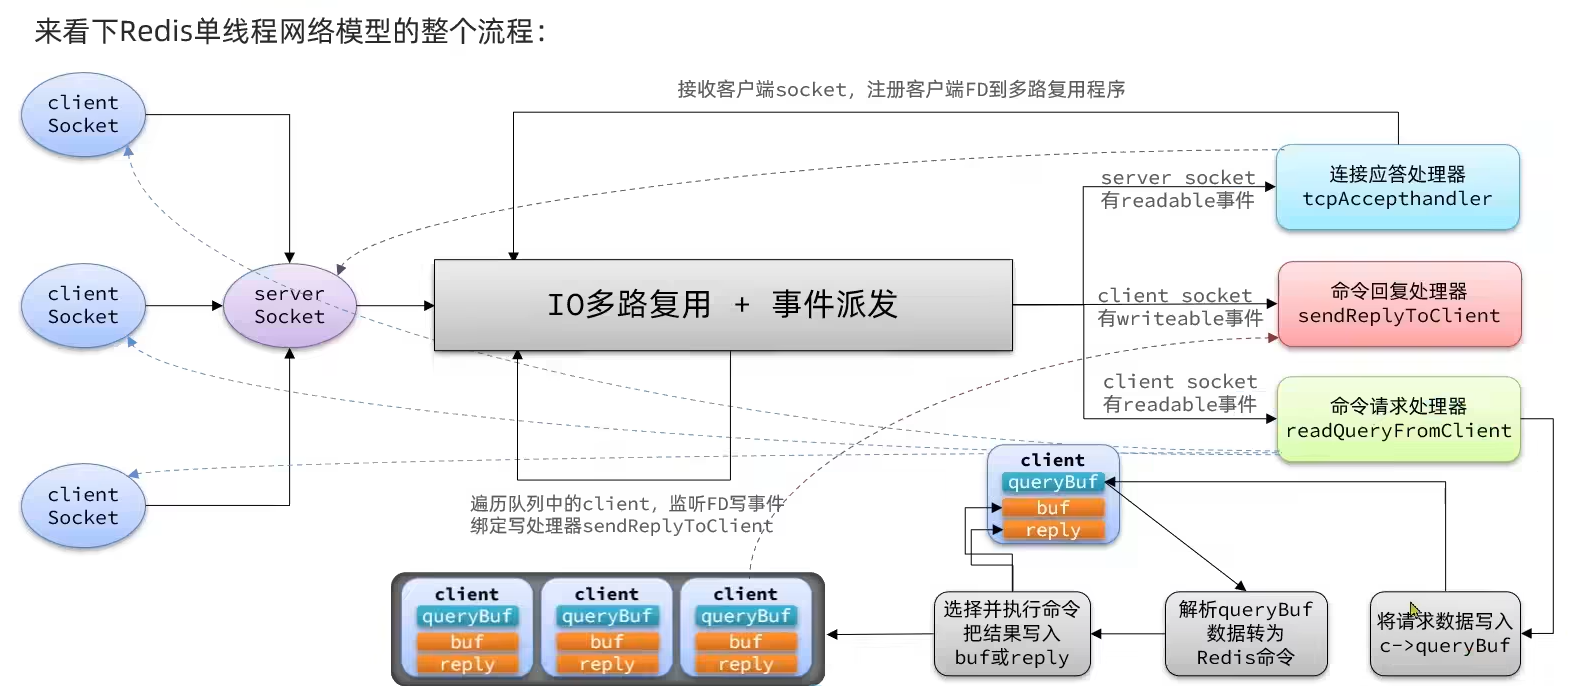 来看下Redis单线程网络模型的整个流程：
接收客户端socket，注册客户端FD到多路复用程序
client
Socket
client
Socket
client
Socket
server
Socket
IO多路复用 + 事件派发
server socket
有readable事件
连接应答处理器
tcpAccepthandler
client socket
有writeable事件
命令回复处理器
sendReplyToClient
client socket
有readable事件
命令请求处理器
readQueryFromClient
遍历队列中的client，监听FD写事件
绑定写处理器sendReplyToClient
client
queryBuf
buf
reply
client
queryBuf
buf
reply
client
queryBuf
buf
reply
client
queryBuf
buf
reply
选择并执行命令
把结果写入
buf或reply
解析queryBuf
数据转为
Redis命令
将请求数据写入
c->queryBuf